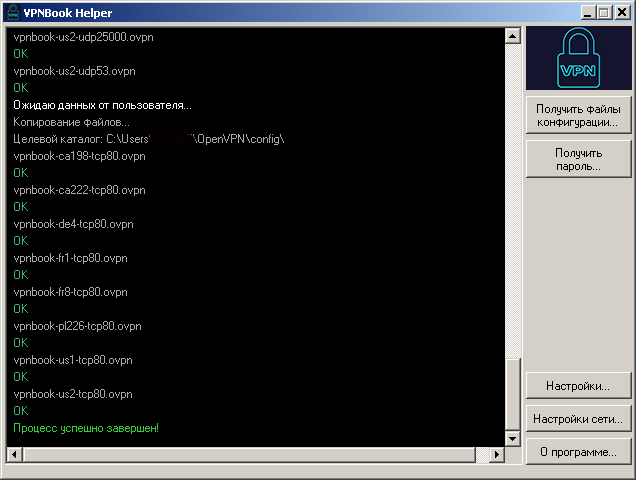 VPNBook Helper
vpnbook-us2-udp25000.ovpn
OK
vpnbook-us2-udp53.ovpn
OK
Ожидаю данных от пользователя...
Копирование файлов...
Целевой каталог: C:\Users\ \OpenVPN\config\
vpnbook-ca198-tcp80.ovpn
OK
vpnbook-ca222-tcp80.ovpn
OK
vpnbook-de4-tcp80.ovpn
OK
vpnbook-fr1-tcp80.ovpn
OK
vpnbook-fr8-tcp80.ovpn
OK
vpnbook-pl226-tcp80.ovpn
OK
vpnbook-us1-tcp80.ovpn
OK
vpnbook-us2-tcp80.ovpn
OK
Процесс успешно завершен!
VPN
Получить файлы
конфигурации...
Получить
пароль...
Настройки...
Настройки сети...
О программе...